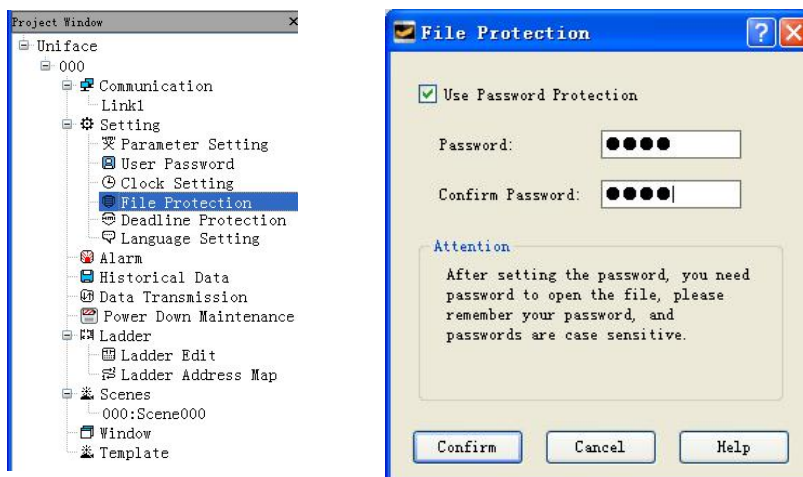 Project Window
Uniface
000
Communication
Link1
Setting
Parameter Setting
User Password
Clock Setting
File Protection
Deadline Protection
Language Setting
Alarm
Historical Data
Data Transmission
Power Down Maintenance
Ladder
Ladder Edit
Ladder Address Map
Scenes
000:Scene000
Window
Template
File Protection
Use Password Protection
Password: ●●●●
Confirm Password: ●●●●
Attention
After setting the password, you need
password to open the file, please
remember your password, and
passwords are case sensitive.
Confirm Cancel Help